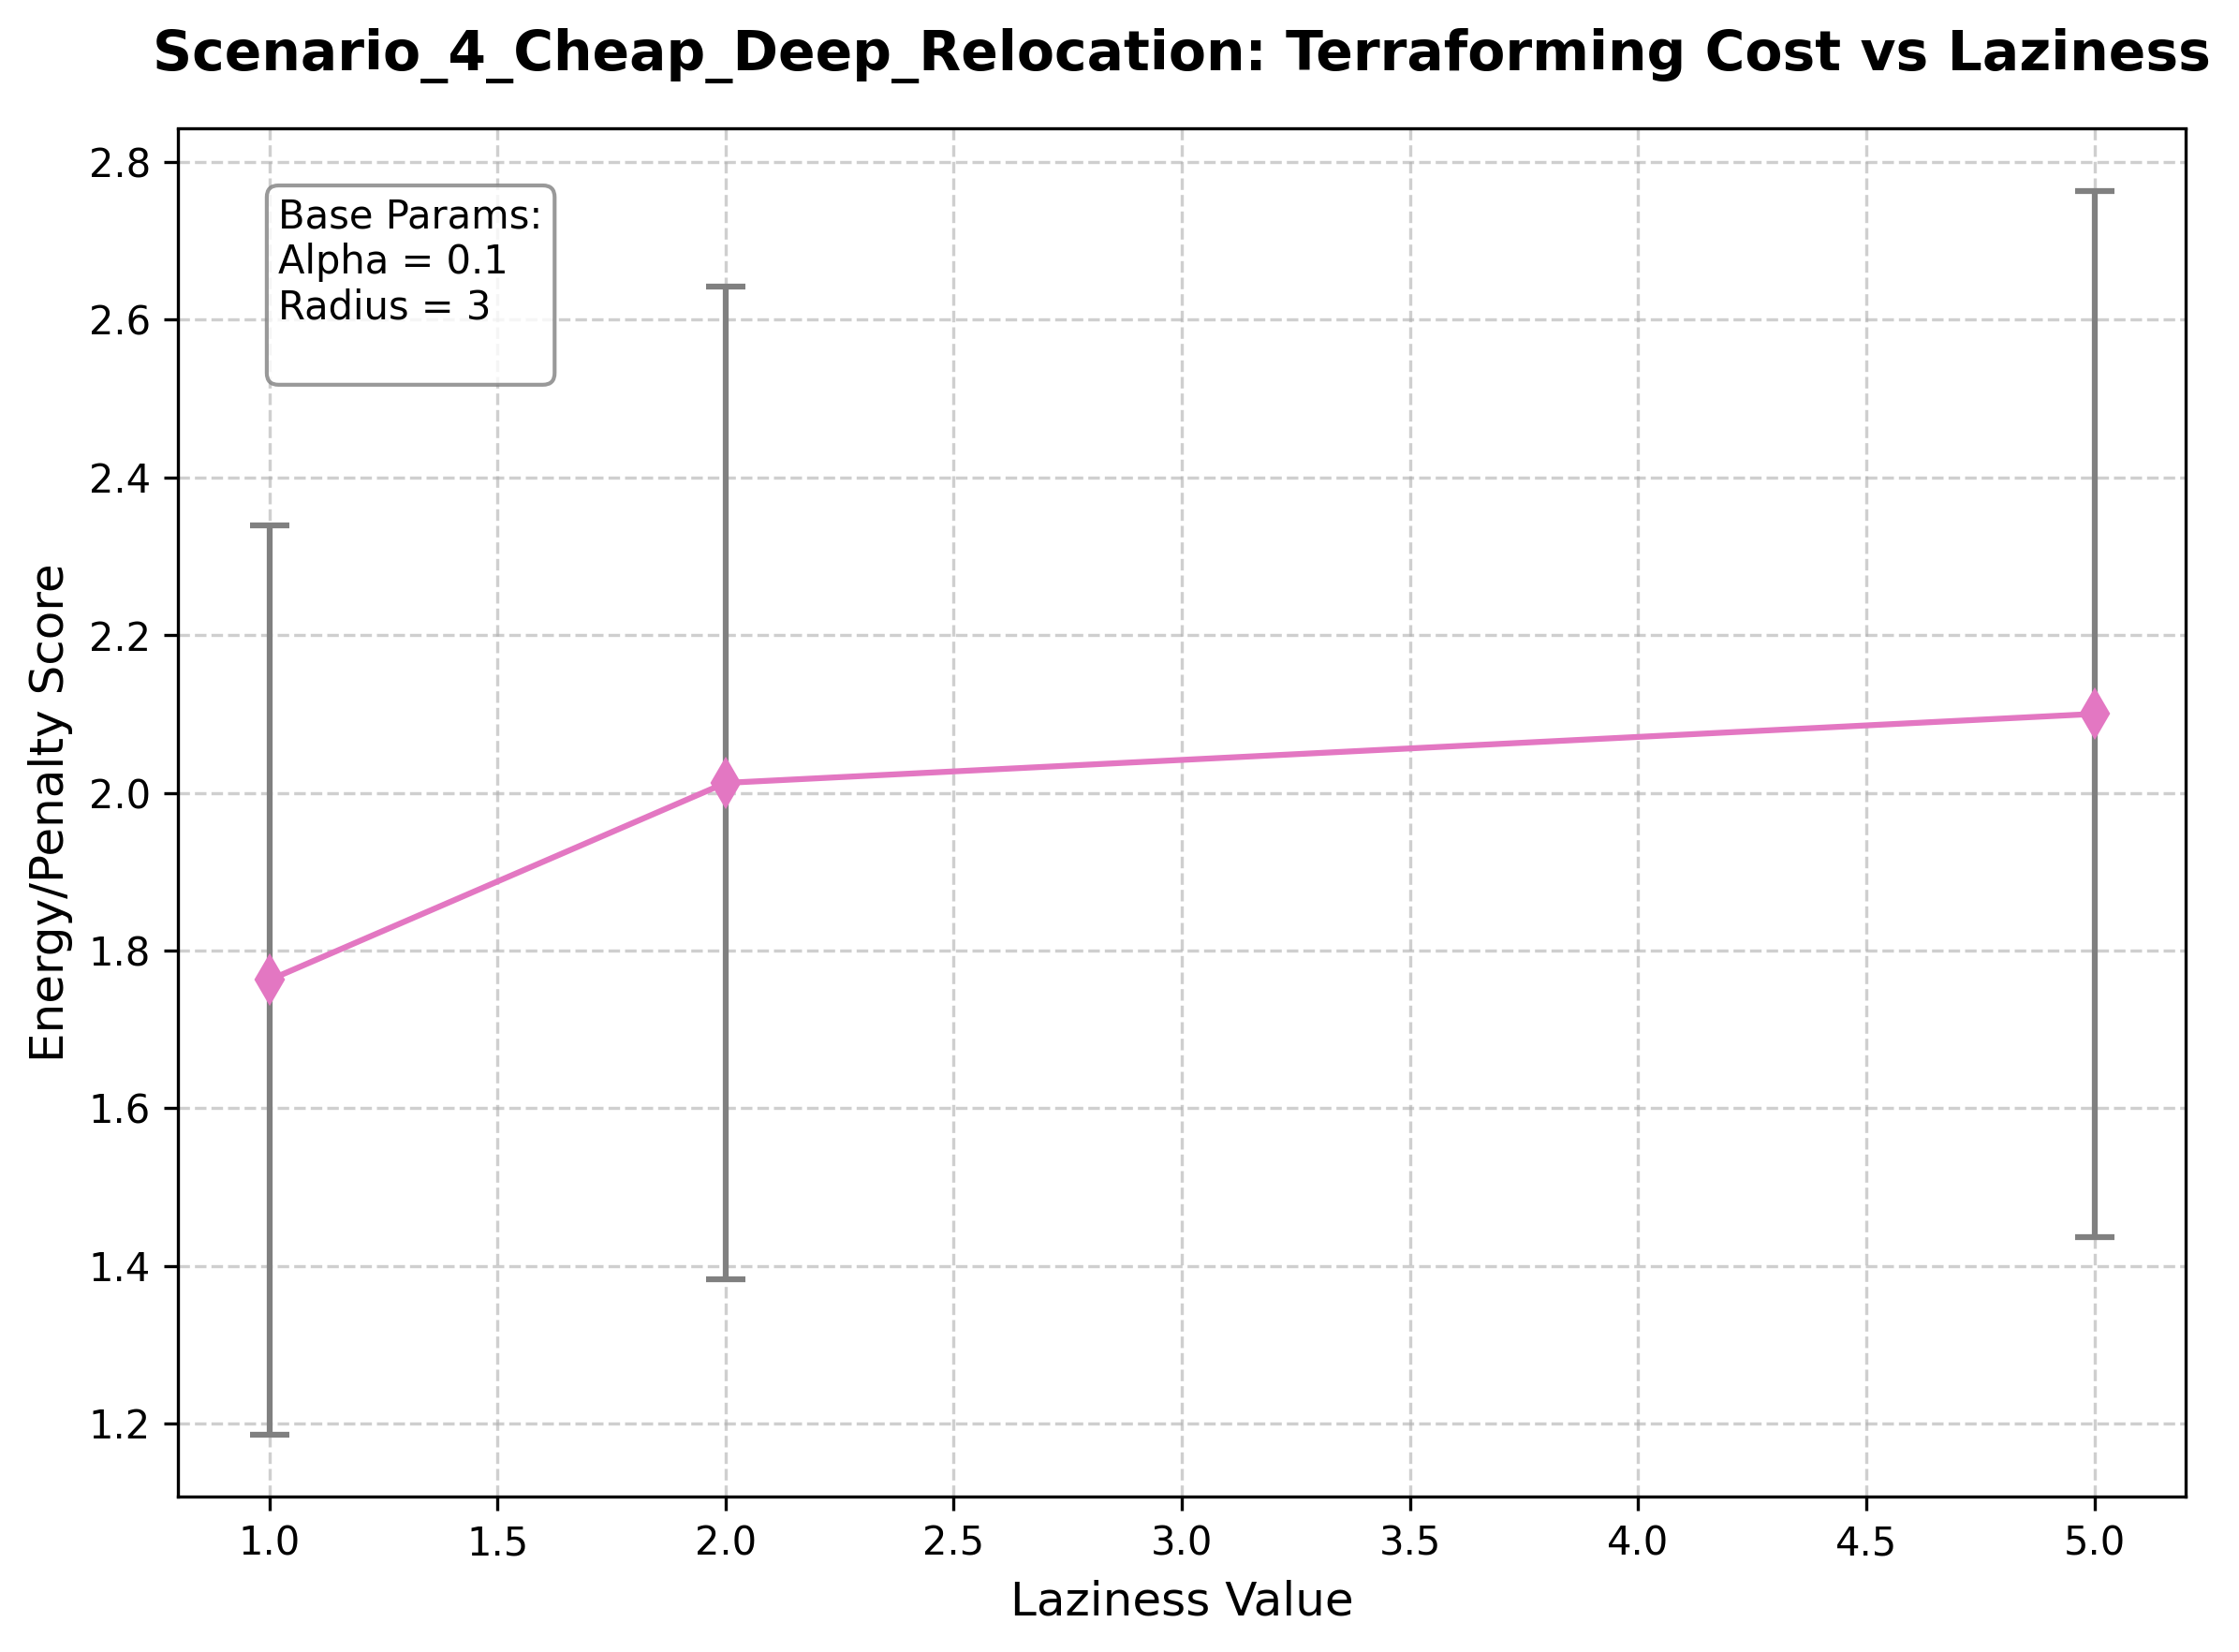 Scenario_4_Cheap_Deep_Relocation: Terraforming Cost vs Laziness
Base Params:
Alpha = 0.1
Radius = 3
Energy/Penalty Score
2.8
2.6
2.4
2.2
2.0
1.8
1.6
1.4
1.2
1.0 1.5 2.0 2.5 3.0 3.5 4.0 4.5 5.0
Laziness Value